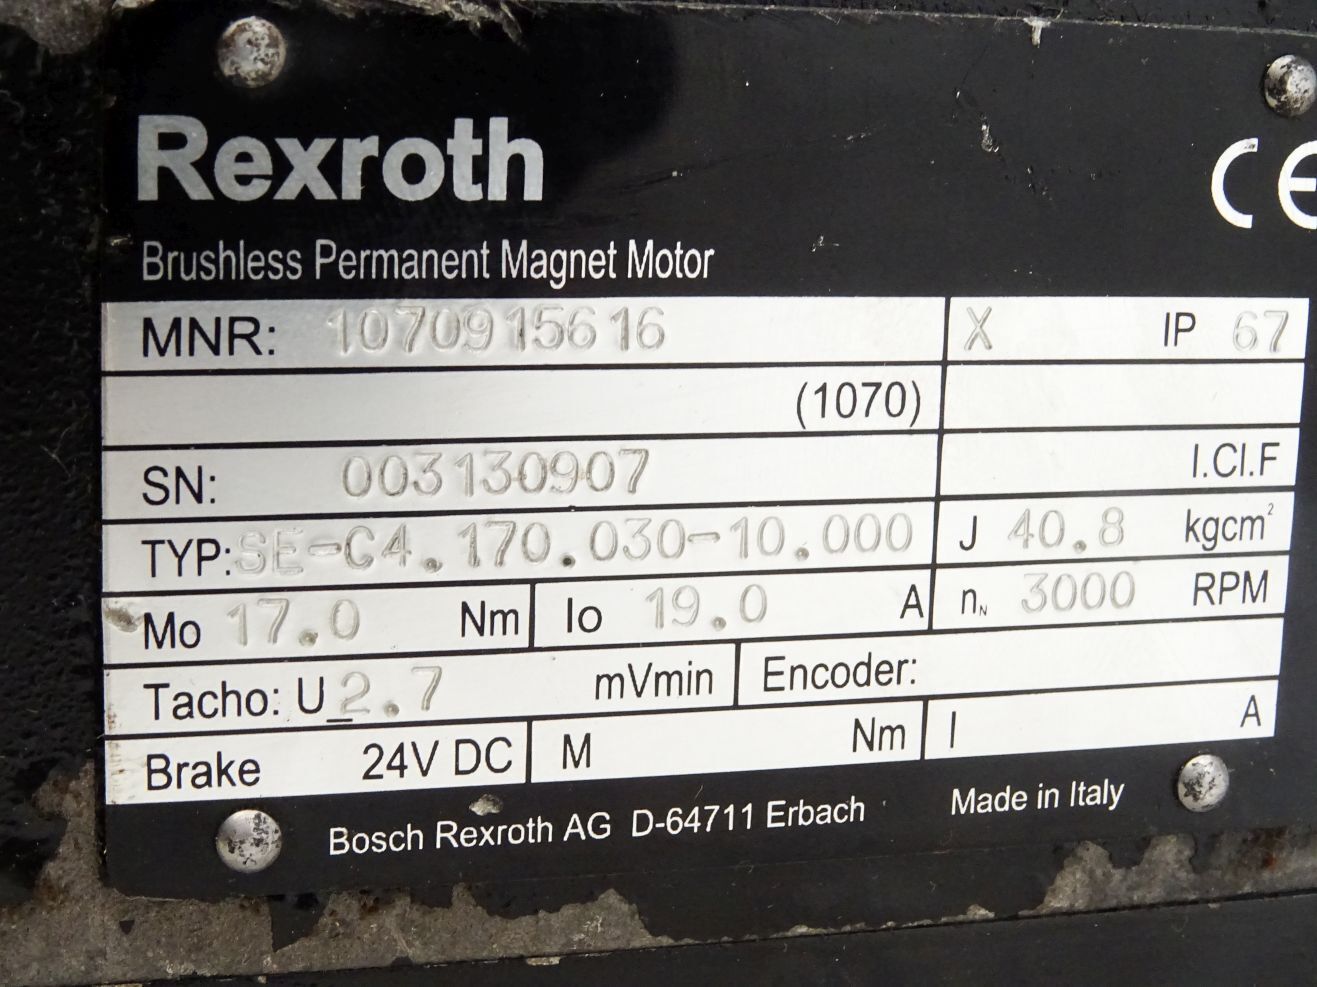 Rexroth
CE
Brushless Permanent Magnet Motor
MNR: 1070915616 X IP 67
(1070)
SN: 003130907 I.Cl.F
TYP: SE-C4.170.030-10.000 J 40.8 kgcm²
Mo 17.0 Nm Io 19.0 A nN 3000 RPM
Tacho: U_2.7 mVmin Encoder:
Brake 24V DC M Nm I A
Bosch Rexroth AG D-64711 Erbach Made in Italy